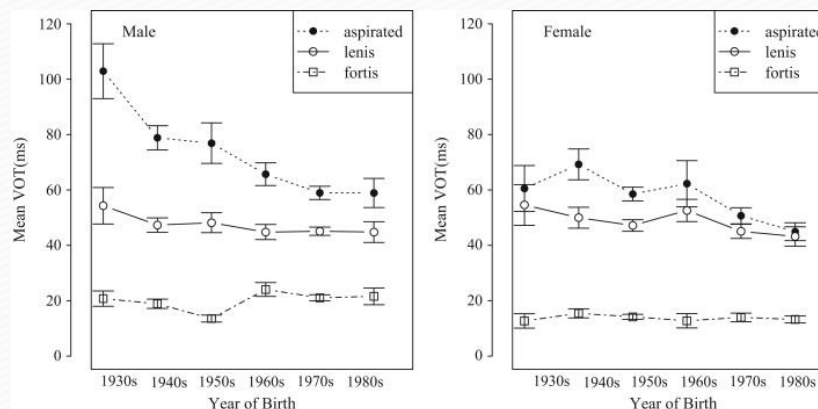 Male
aspirated
lenis
fortis
Mean VOT(ms)
120
100
80
60
40
20
0
1930s 1940s 1950s 1960s 1970s 1980s
Year of Birth
Female
aspirated
lenis
fortis
Mean VOT(ms)
120
100
80
60
40
20
0
1930s 1940s 1950s 1960s 1970s 1980s
Year of Birth